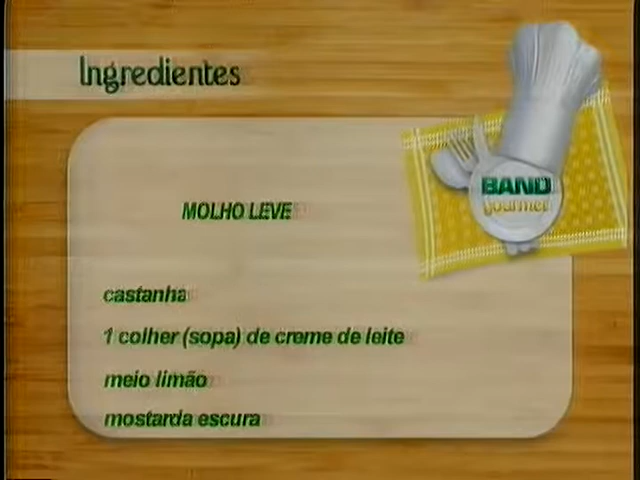 Ingredientes
BAND
gourmet
MOLHO LEVE
castanha
1 colher (sopa) de creme de leite
meio limão
mostarda escura